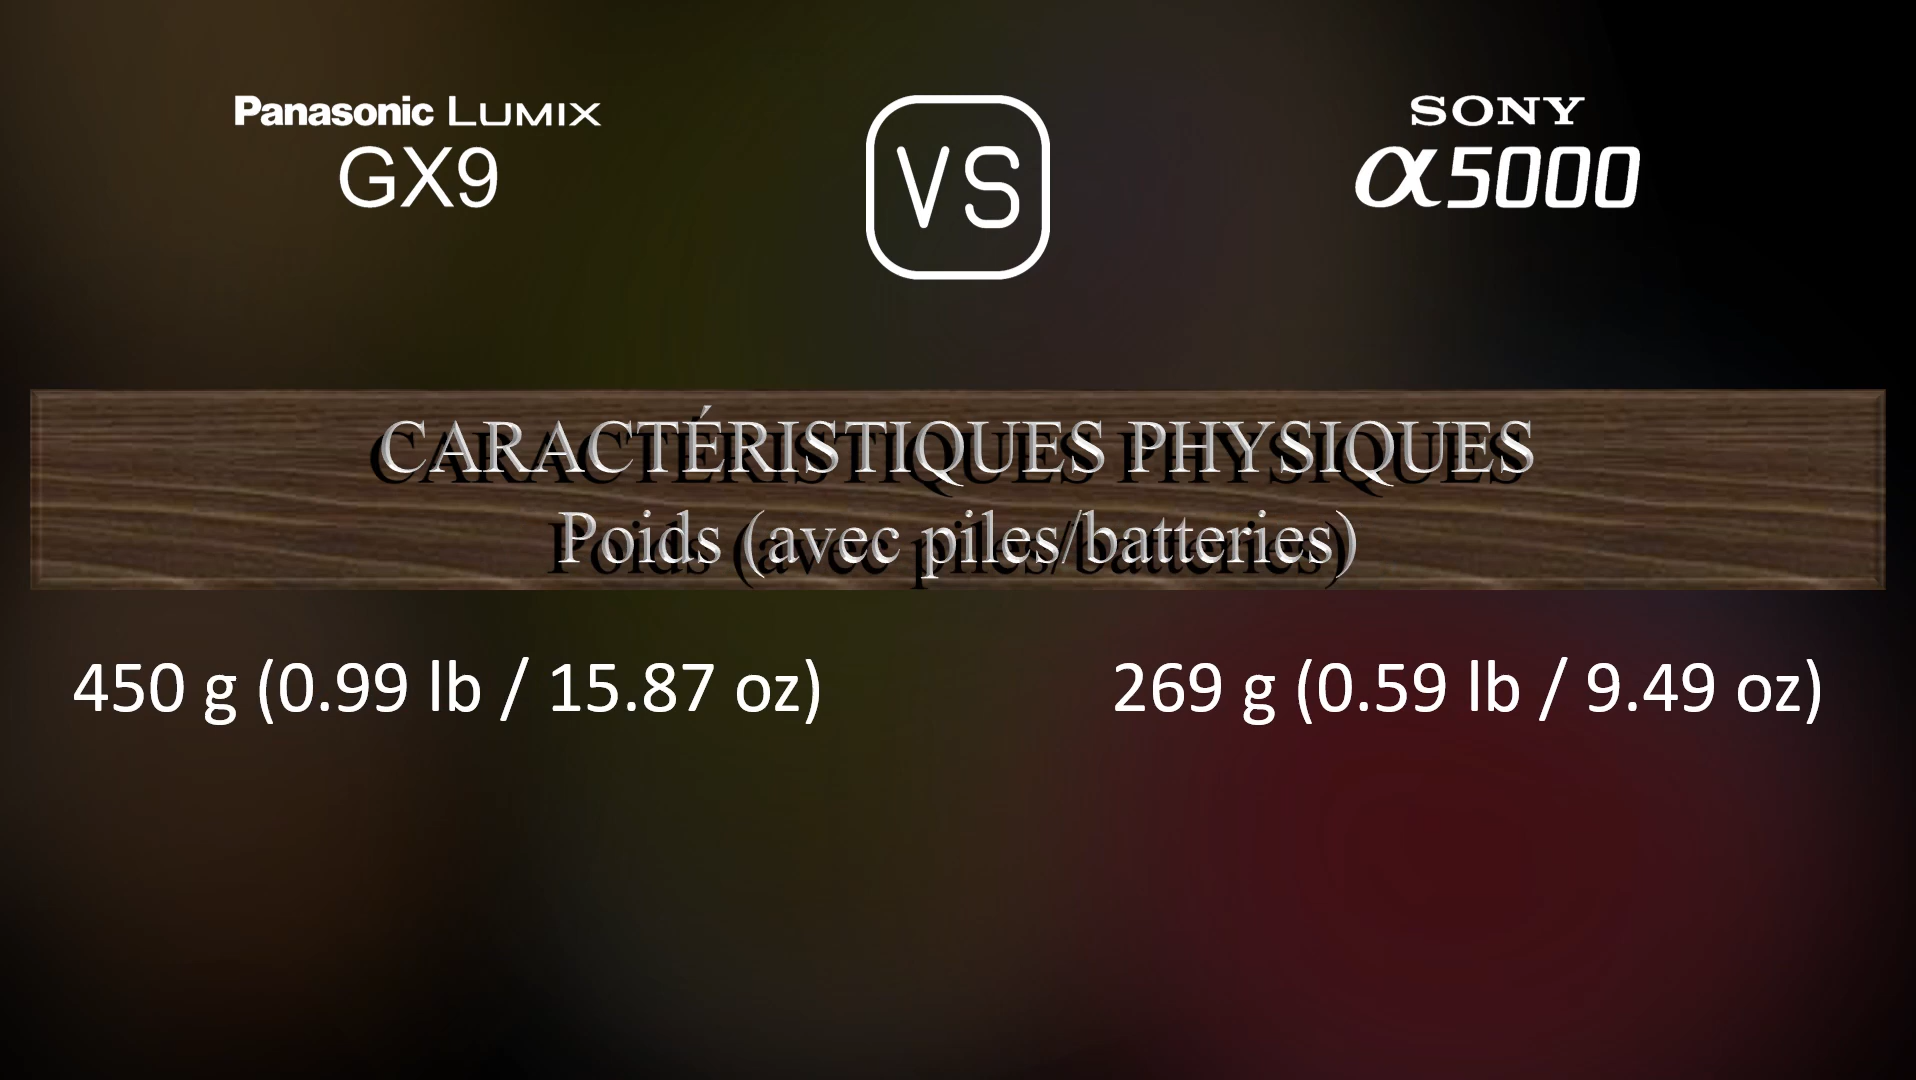 Panasonic LUMIX
GX9
VS
SONY
α5000
CARACTÉRISTIQUES PHYSIQUES
Poids (avec piles/batteries)
450 g (0.99 lb / 15.87 oz)
269 g (0.59 lb / 9.49 oz)